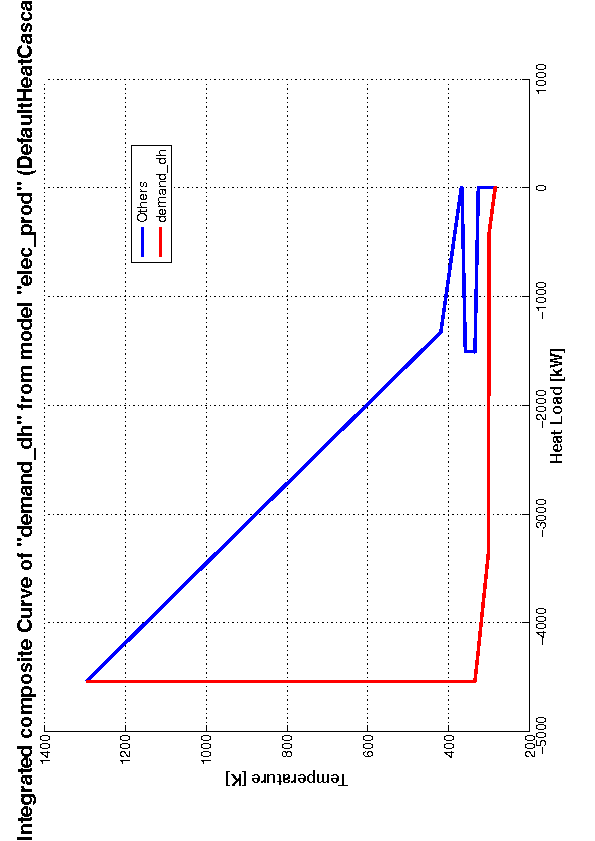 Integrated composite Curve of "demand_dh" from model "elec_prod" (DefaultHeatCasca
1400
1200
1000
800
600
400
200
Temperature [K]
Others
demand_dh
-5000
-4000
-3000
-2000
-1000
0
1000
Heat Load [kW]